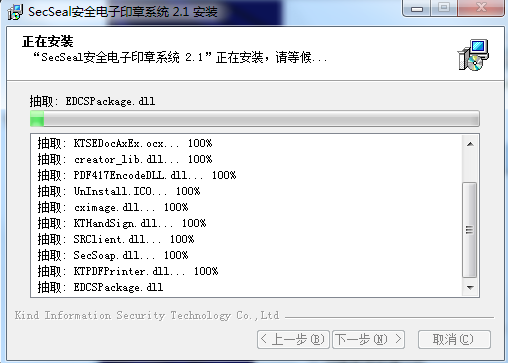 SecSeal安全电子印章系统 2.1 安装
正在安装
“SecSeal安全电子印章系统 2.1”正在安装，请等候...
抽取: EDCSPackage.dll
抽取: KTSEDocAxEx.ocx... 100%
抽取: creator_lib.dll... 100%
抽取: PDF417EncodeDLL.dll... 100%
抽取: UnInstall.ICO... 100%
抽取: cximage.dll... 100%
抽取: KTHandSign.dll... 100%
抽取: SRClient.dll... 100%
抽取: SecSoap.dll... 100%
抽取: KTPDFPrinter.dll... 100%
抽取: EDCSPackage.dll
Kind Information Security Technology Co.,Ltd
< 上一步(B) 下一步(N) > 取消(C)